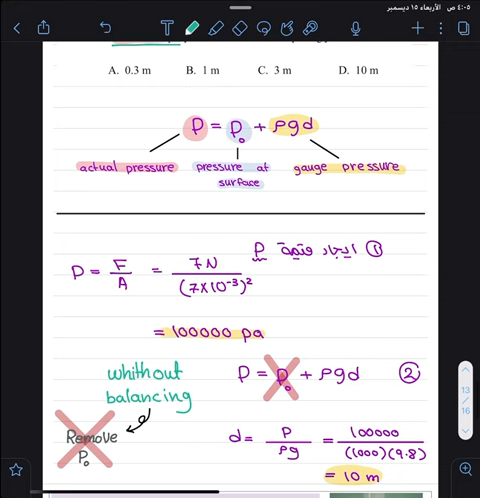 ٤:٠٥ ص الأربعاء ١٥ ديسمبر
A. 0.3 m B. 1 m C. 3 m D. 10 m
P = P₀ + ρgd
actual pressure pressure at surface gauge pressure
① ايجاد قيمة P
P = F/A = 7N/(7×10⁻³)²
= 100000 pa
② P = P₀ + ρgd
whithout balancing
Remove P₀
d = P/ρg = 100000/(1000)(9.8)
= 10 m
13
16